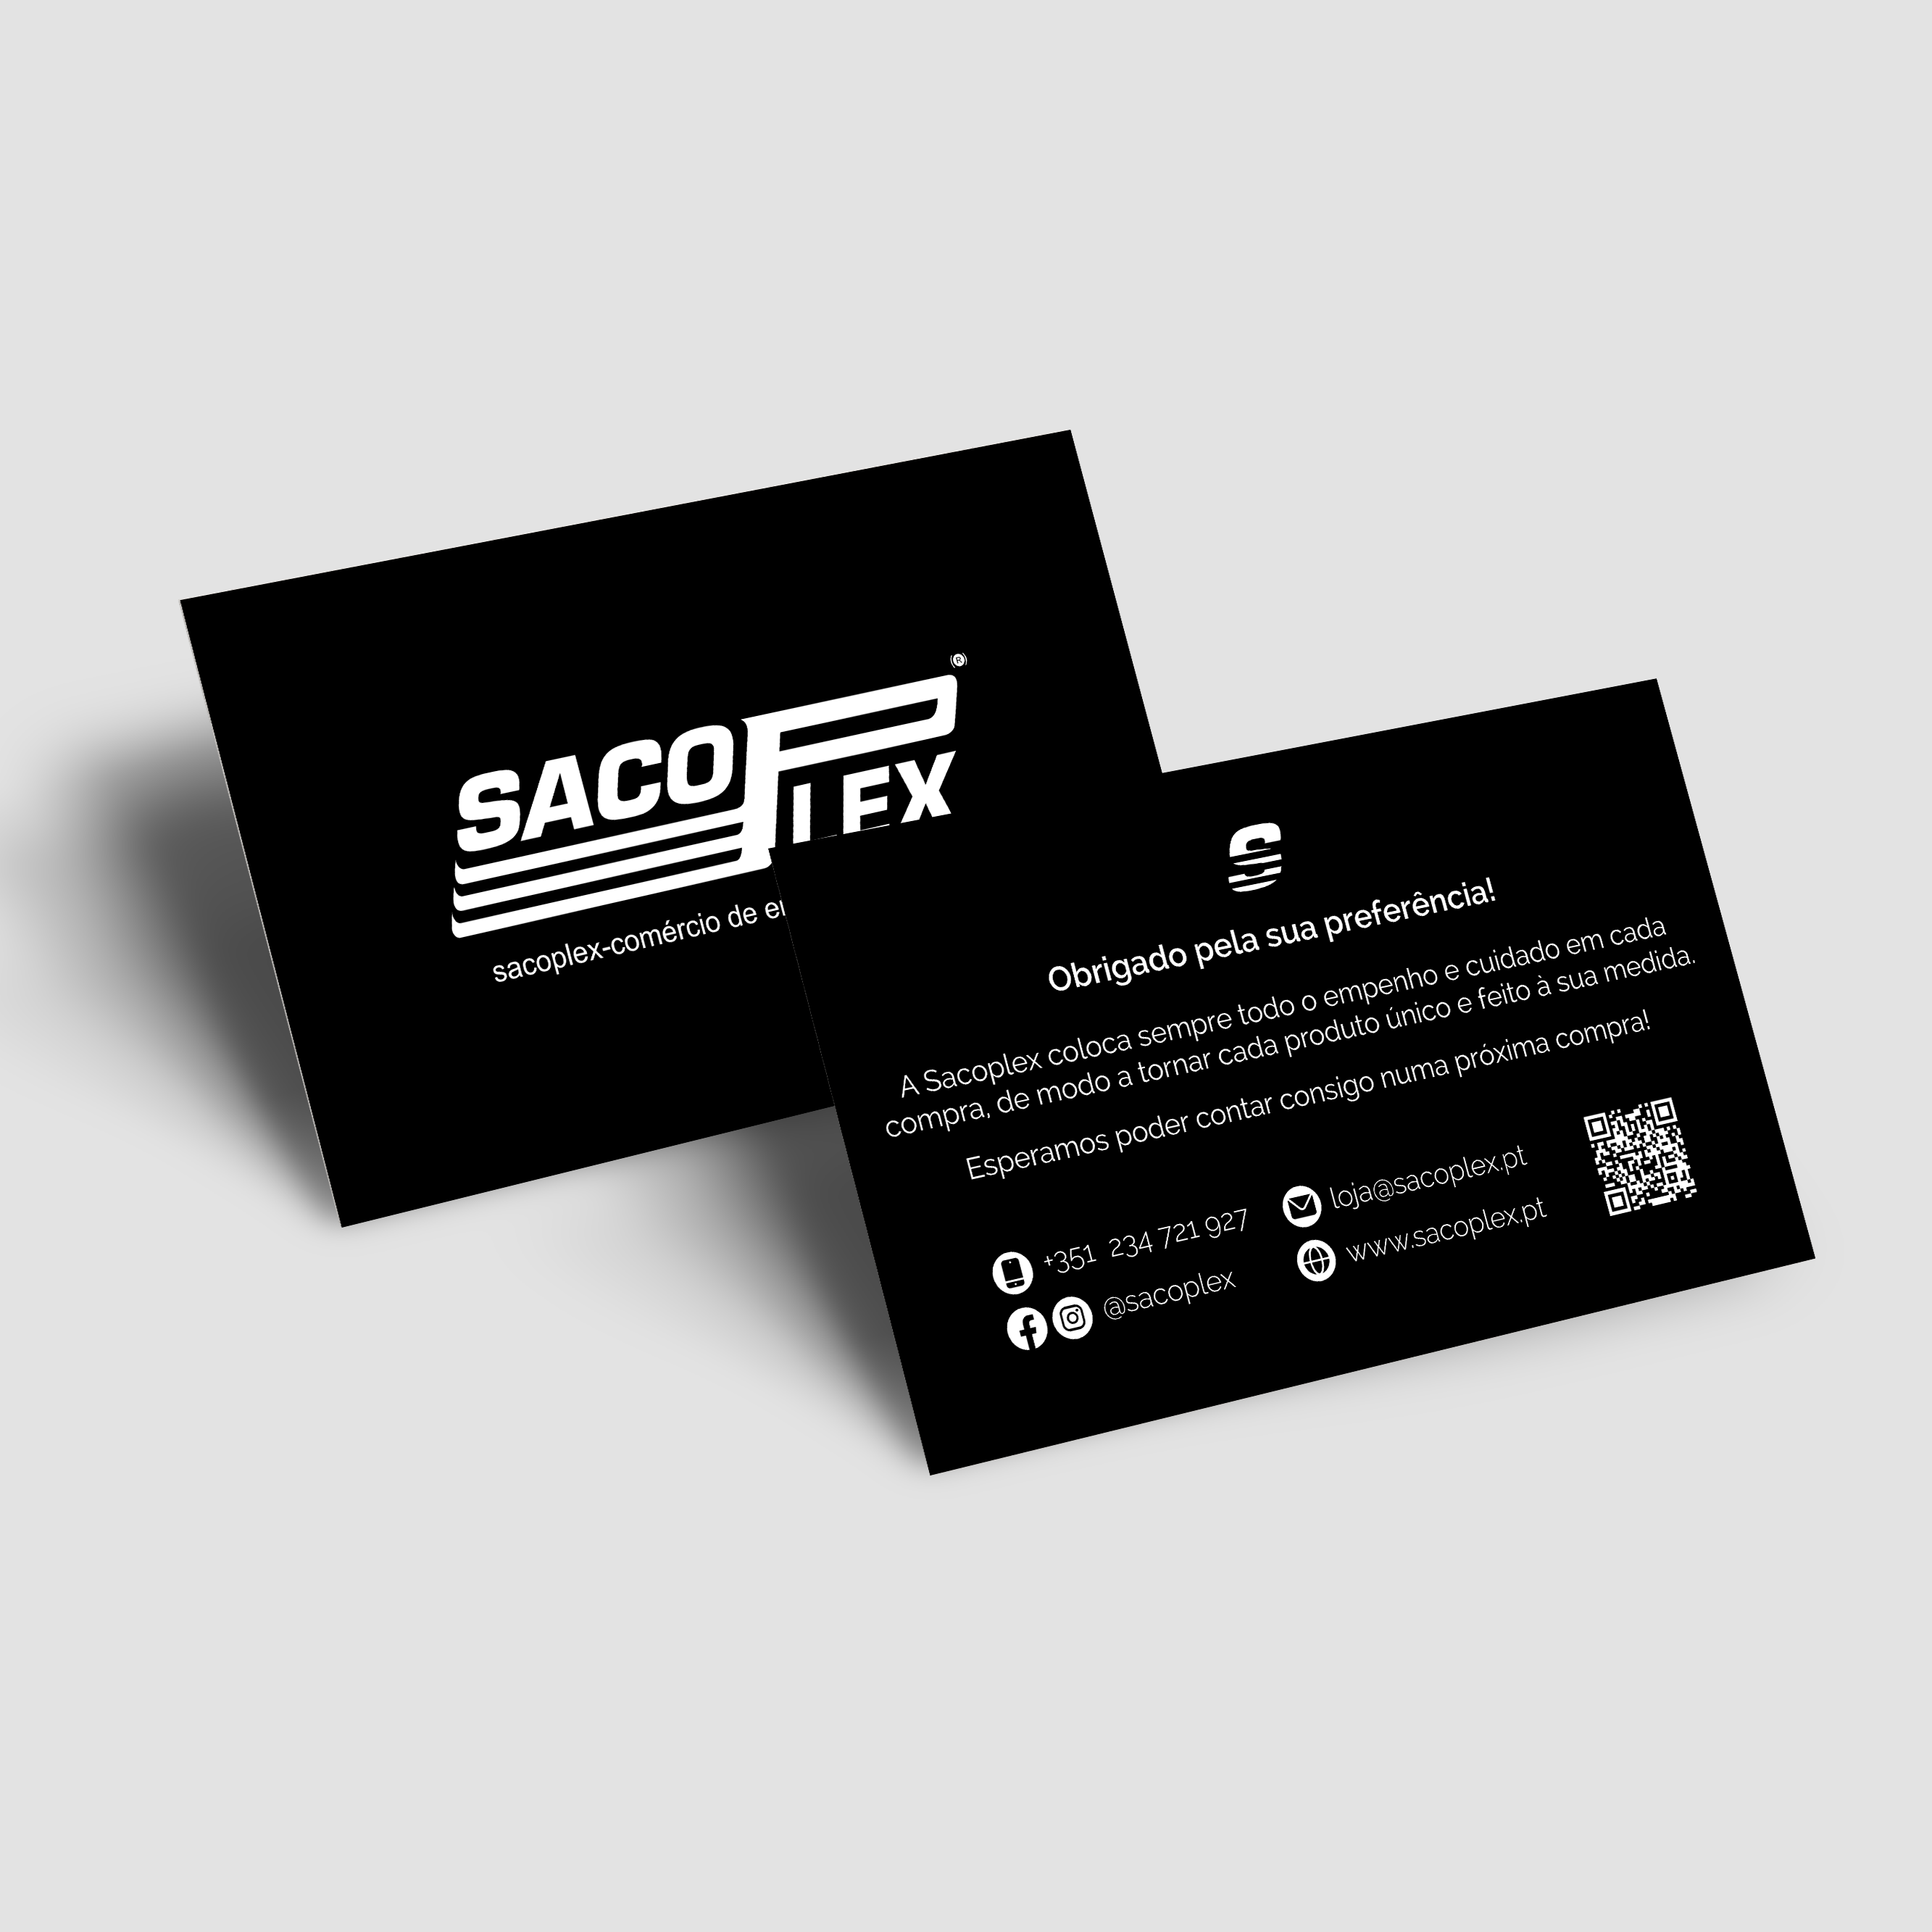 SACOPLEX®
sacoplex-comércio de
Obrigado pela sua preferência!
A Sacoplex coloca sempre todo o empenho e cuidado em cada
compra, de modo a tornar cada produto único e feito à sua medida.
Esperamos poder contar consigo numa próxima compra!
+351 234 721 927
@sacoplex
loja@sacoplex.pt
www.sacoplex.pt